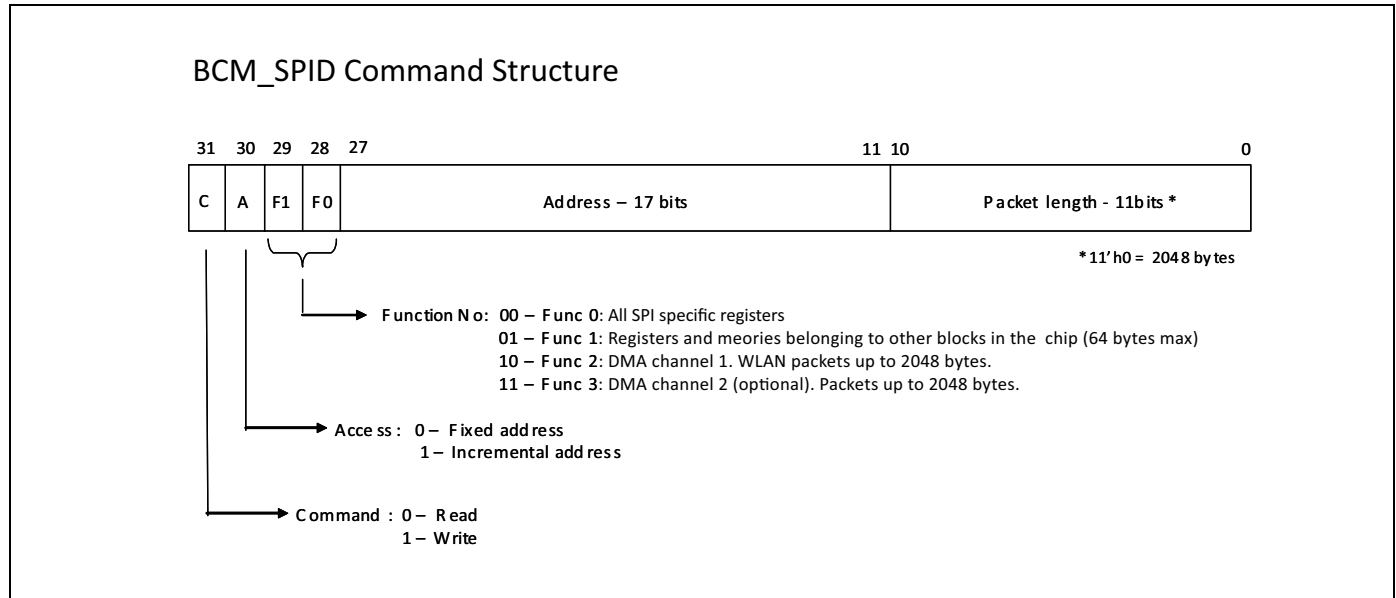 BCM_SPID Command Structure
31 30 29 28 27 11 10 0
C A F1 F0 Address – 17 bits Packet length - 11bits *
*11’h0 = 2048 bytes
Function No: 00 – Func 0: All SPI specific registers
01 – Func 1: Registers and meories belonging to other blocks in the chip (64 bytes max)
10 – Func 2: DMA channel 1. WLAN packets up to 2048 bytes.
11 – Func 3: DMA channel 2 (optional). Packets up to 2048 bytes.
Access: 0 – Fixed address
1 – Incremental address
Command : 0 – Read
1 – Write